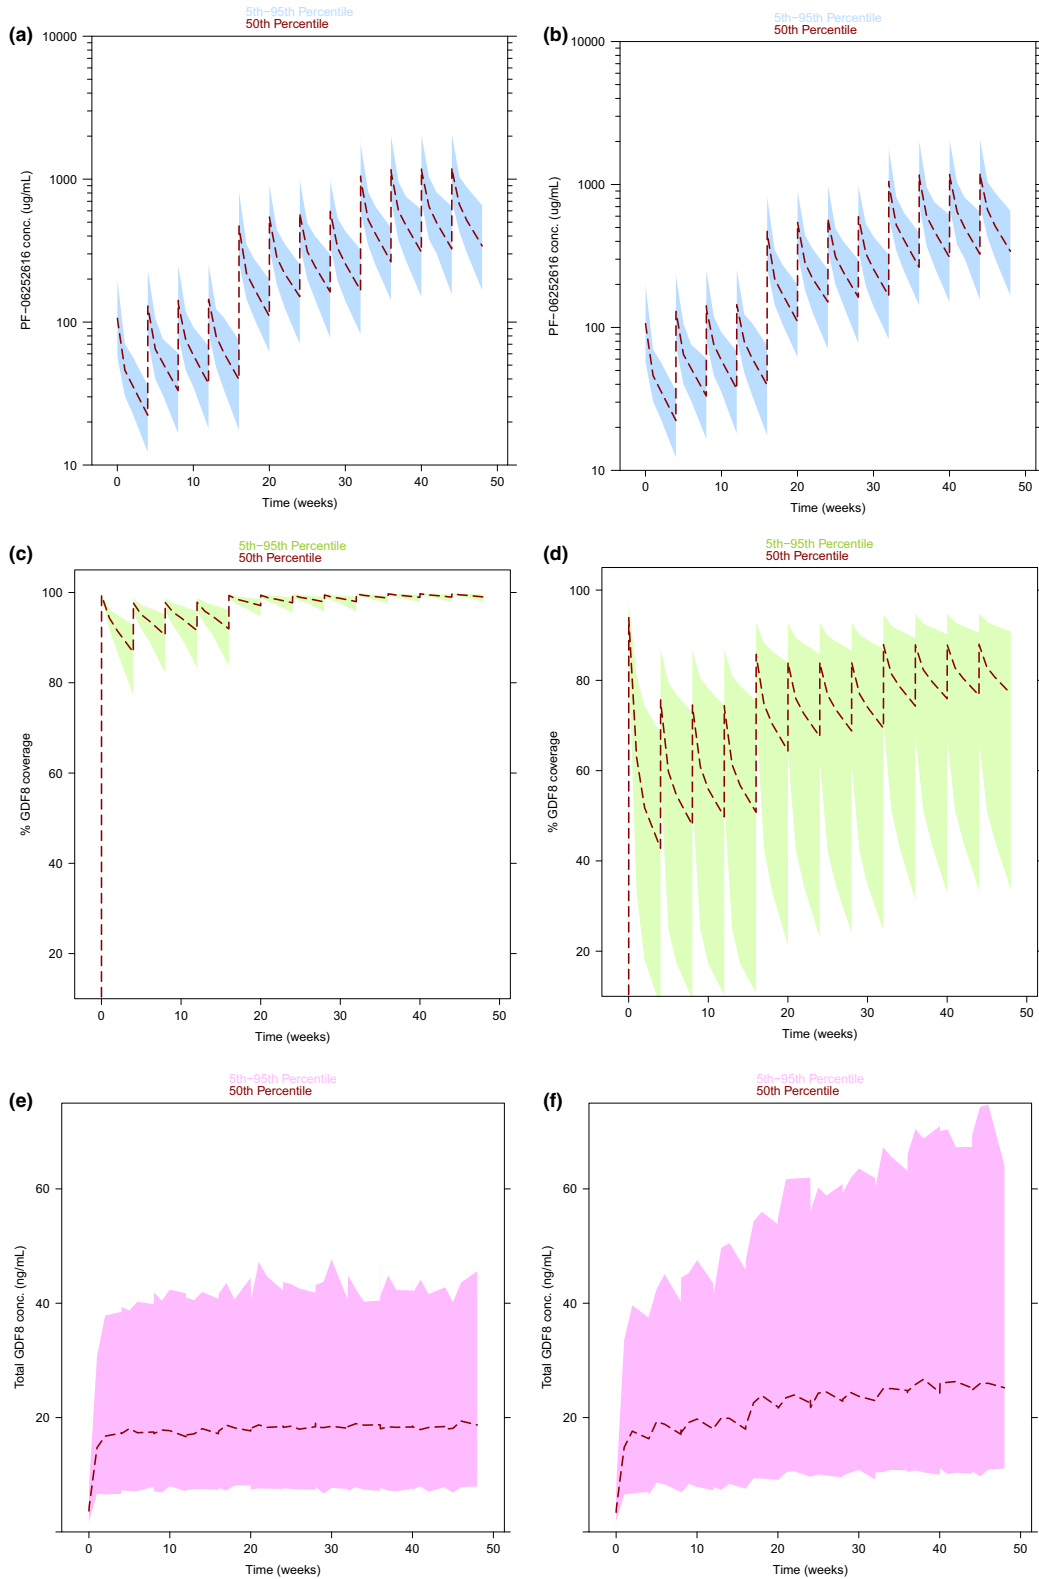 5th−95th Percentile
50th Percentile
(a)
10000
1000
100
10
PF−06252616 conc. (ug/mL)
0 10 20 30 40 50
Time (weeks)
5th−95th Percentile
50th Percentile
(b)
10000
1000
100
10
PF−06252616 conc. (ug/mL)
0 10 20 30 40 50
Time (weeks)
5th−95th Percentile
50th Percentile
(c)
100
80
60
40
20
% GDF8 coverage
0 10 20 30 40 50
Time (weeks)
5th−95th Percentile
50th Percentile
(d)
100
80
60
40
20
% GDF8 coverage
0 10 20 30 40 50
Time (weeks)
5th−95th Percentile
50th Percentile
(e)
60
40
20
Total GDF8 conc. (ng/mL)
0 10 20 30 40 50
Time (weeks)
5th−95th Percentile
50th Percentile
(f)
60
40
20
Total GDF8 conc. (ng/mL)
0 10 20 30 40 50
Time (weeks)